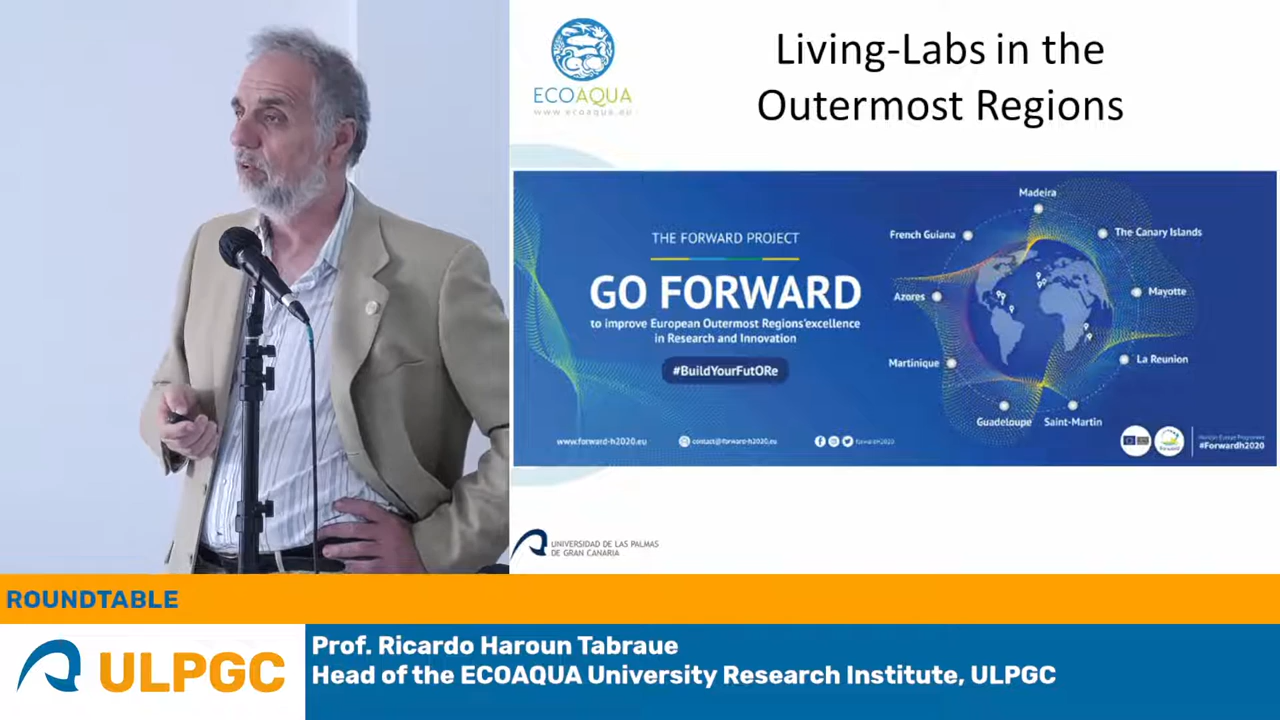 ECOAQUA
www.ecoaqua.eu
Living-Labs in the
Outermost Regions
THE FORWARD PROJECT
GO FORWARD
to improve European Outermost Regions'excellence
in Research and Innovation
#BuildYourFutORe
www.forward-h2020.eu
contact@forward-h2020.eu
forwardh2020
Madeira
French Guiana
The Canary Islands
Azores
Mayotte
Martinique
La Reunion
Guadeloupe
Saint-Martin
#Forwardh2020
UNIVERSIDAD DE LAS PALMAS
DE GRAN CANARIA
ROUNDTABLE
ULPGC
Prof. Ricardo Haroun Tabraue
Head of the ECOAQUA University Research Institute, ULPGC